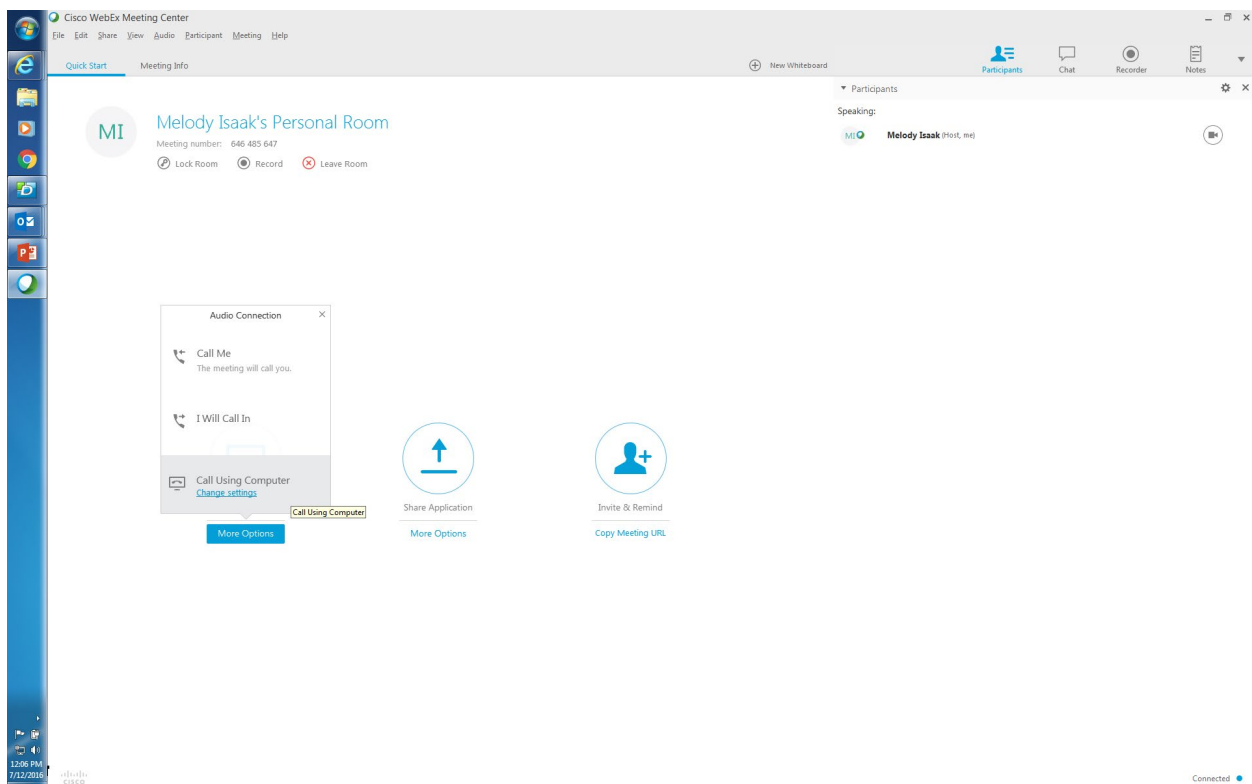 Cisco WebEx Meeting Center
File Edit Share View Audio Participant Meeting Help
Quick Start Meeting Info
New Whiteboard
Participants Chat Recorder Notes
Participants
Speaking:
MI Melody Isaak (Host, me)
MI
Melody Isaak's Personal Room
Meeting number: 646 485 647
Lock Room Record Leave Room
Audio Connection
Call Me
The meeting will call you.
I Will Call In
Call Using Computer
Change settings
Call Using Computer
More Options
Share Application
More Options
Invite & Remind
Copy Meeting URL
12:06 PM
7/12/2016
CISCO
Connected